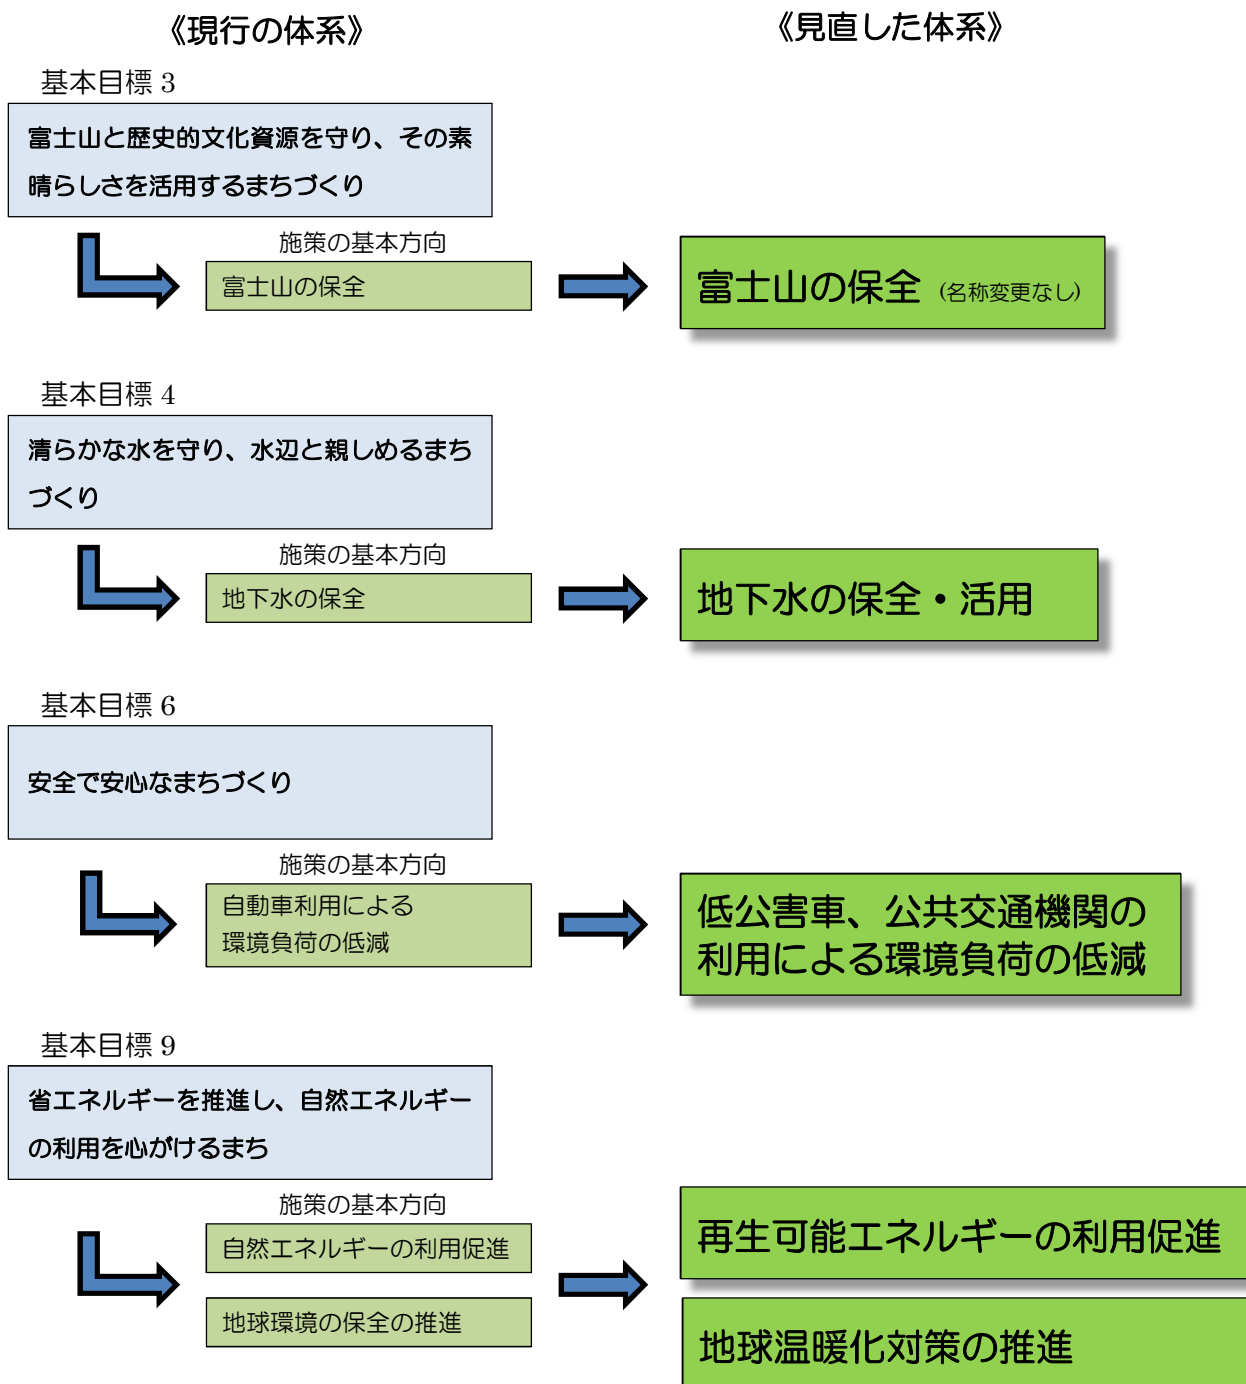 《現行の体系》
《見直した体系》
基本目標 3
富士山と歴史的文化資源を守り、その素
晴らしさを活用するまちづくり
施策の基本方向
富士山の保全
富士山の保全 (名称変更なし)
基本目標 4
清らかな水を守り、水辺と親しめるまち
づくり
施策の基本方向
地下水の保全
地下水の保全・活用
基本目標 6
安全で安心なまちづくり
施策の基本方向
自動車利用による
環境負荷の低減
低公害車、公共交通機関の
利用による環境負荷の低減
基本目標 9
省エネルギーを推進し、自然エネルギー
の利用を心がけるまち
施策の基本方向
自然エネルギーの利用促進
再生可能エネルギーの利用促進
地球環境の保全の推進
地球温暖化対策の推進